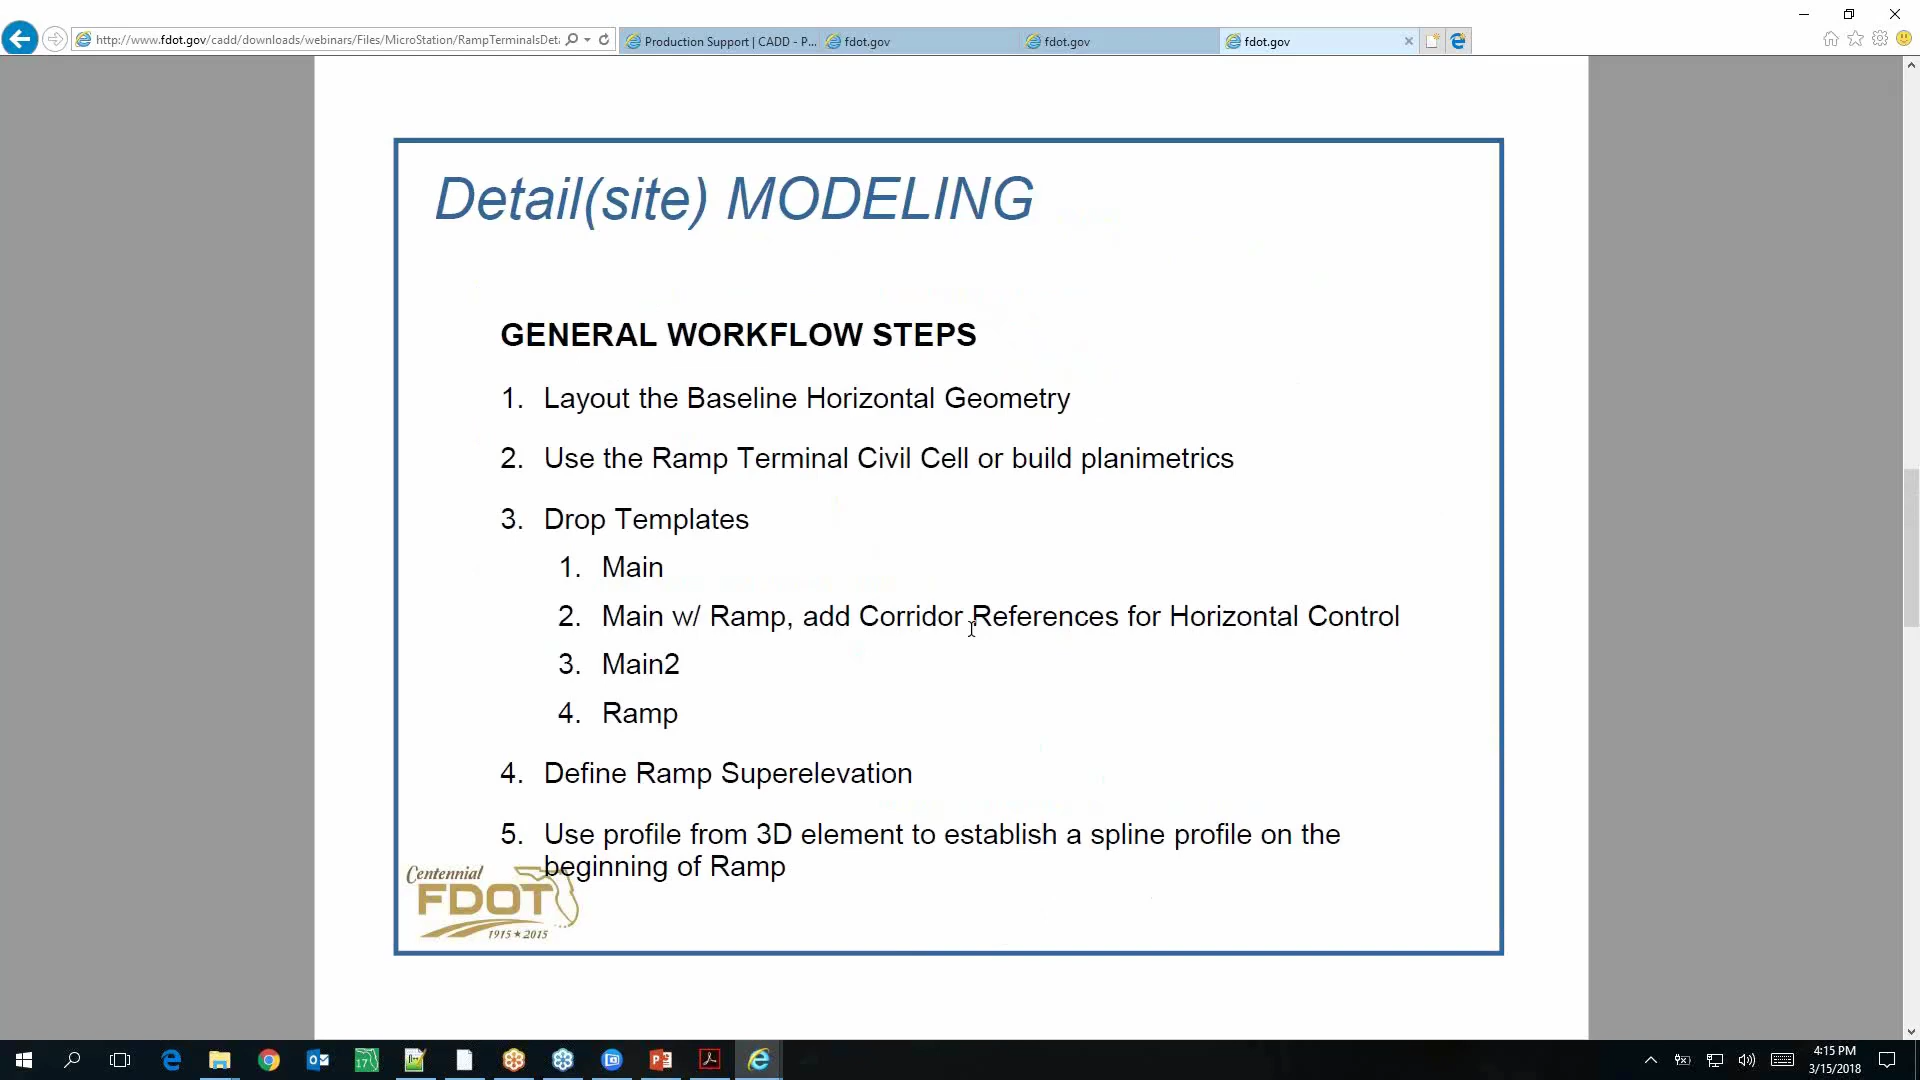 http://www.fdot.gov/cadd/downloads/webinars/Files/MicroStation/RampTerminalsDet
Production Support | CADD - P...
fdot.gov
fdot.gov
fdot.gov
Detail(site) MODELING
GENERAL WORKFLOW STEPS
1. Layout the Baseline Horizontal Geometry
2. Use the Ramp Terminal Civil Cell or build planimetrics
3. Drop Templates
1. Main
2. Main w/ Ramp, add Corridor References for Horizontal Control
3. Main2
4. Ramp
4. Define Ramp Superelevation
5. Use profile from 3D element to establish a spline profile on the
beginning of Ramp
Centennial
FDOT
1915★2015
17
4:15 PM
3/15/2018